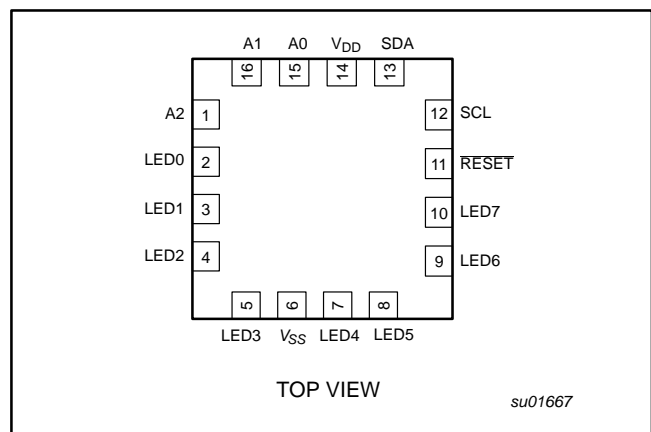 A1 A0 VDD SDA
16 15 14 13
A2 1 12 SCL
LED0 2 11 RESET
LED1 3 10 LED7
LED2 4 9 LED6
5 6 7 8
LED3 VSS LED4 LED5
TOP VIEW
su01667